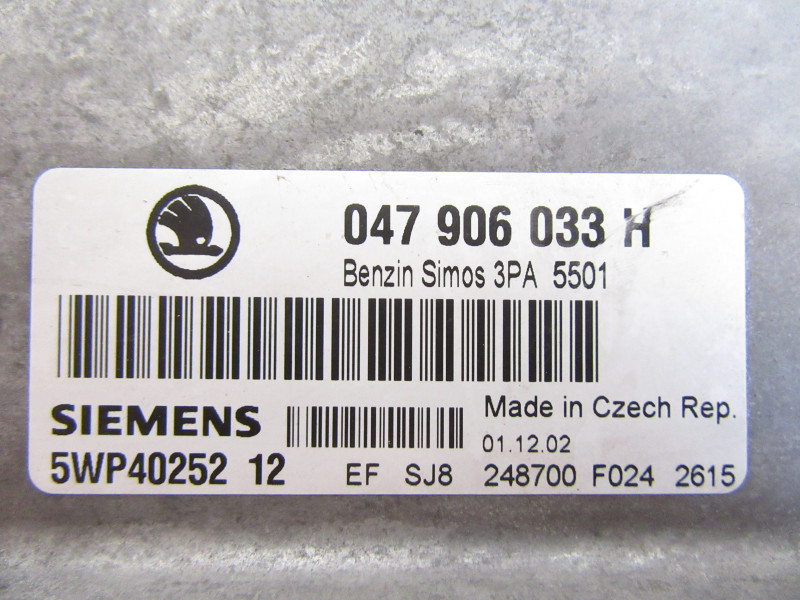 047 906 033 H
Benzin Simos 3PA 5501
SIEMENS
Made in Czech Rep.
01.12.02
5WP40252 12
EF SJ8 248700 F024 2615